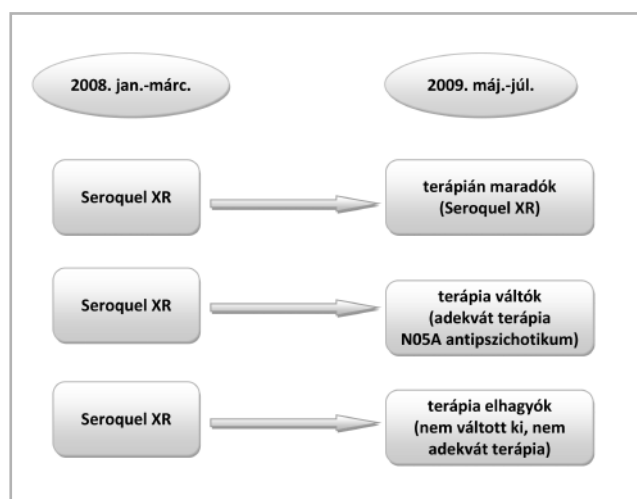 2008. jan.-márc.
2009. máj.-júl.
Seroquel XR
terápián maradók
(Seroquel XR)
Seroquel XR
terápia váltók
(adekvát terápia
N05A antipszichotikum)
Seroquel XR
terápia elhagyók
(nem váltott ki, nem
adekvát terápia)